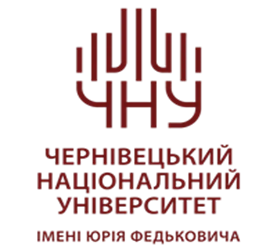 ЧНУ
ЧЕРНІВЕЦЬКИЙ
НАЦІОНАЛЬНИЙ
УНІВЕРСИТЕТ
ІМЕНІ ЮРІЯ ФЕДЬКОВИЧА